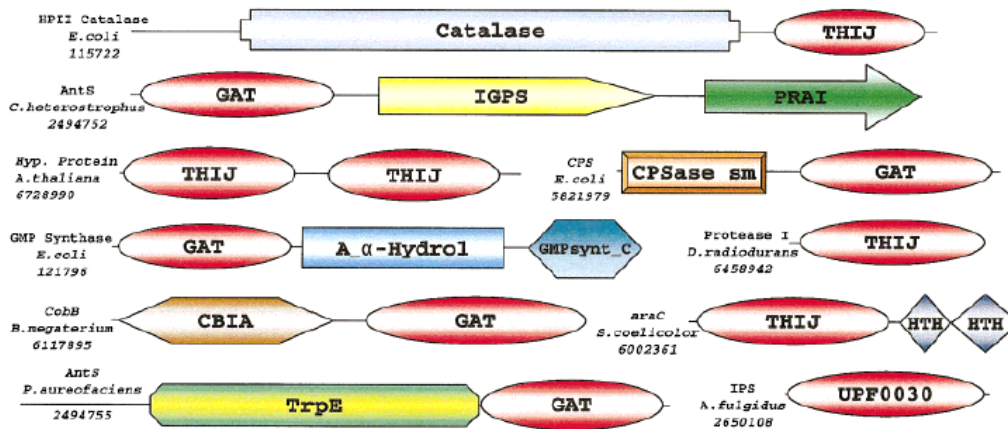 HPII Catalase
E.coli
115722
Catalase
THIJ
AntS
C.heterostrophus
2494752
GAT
IGPS
PRAI
Hyp. Protein
A.thaliana
6728990
THIJ
THIJ
CPS
E.coli
5821979
CPSase sm
GAT
GMP Synthase
E.coli
121796
GAT
A_α-Hydrol
GMPsynt_C
Protease I
D.radiodurans
6458942
THIJ
CobB
B.megaterium
6117895
CBIA
GAT
araC
S.coelicolor
6002361
THIJ
HTH
HTH
AntS
P.aureofaciens
2494755
TrpE
GAT
IPS
A.fulgidus
2650108
UPF0030